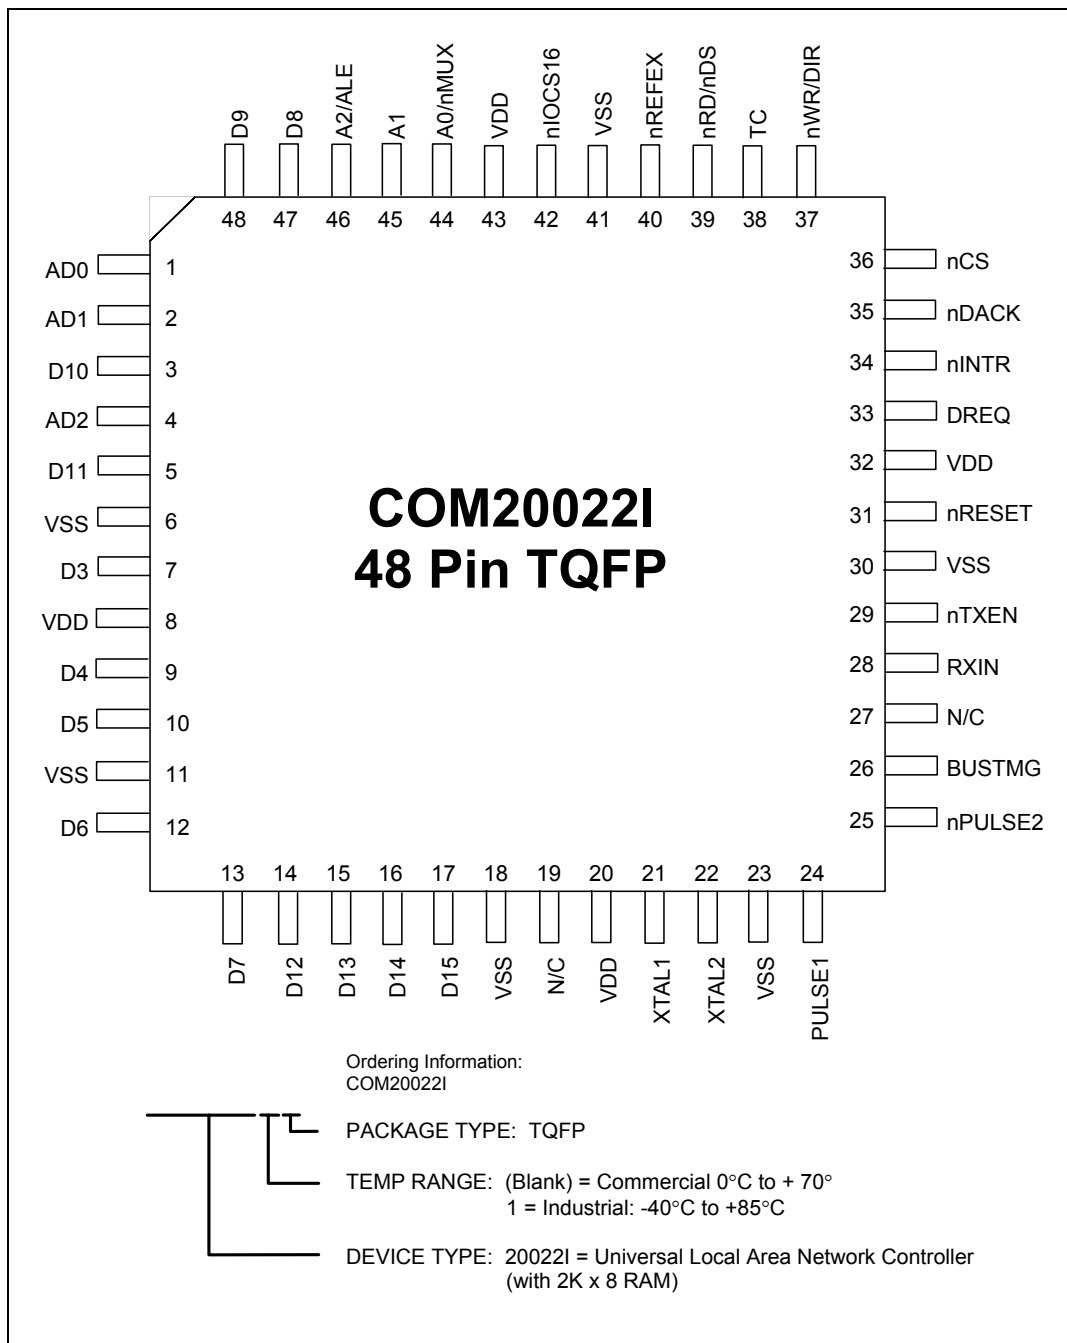 D9
D8
A2/ALE
A1
A0/nMUX
VDD
nIOCS16
VSS
nREFEX
nRD/nDS
TC
nWR/DIR
48 47 46 45 44 43 42 41 40 39 38 37
AD0 1
AD1 2
D10 3
AD2 4
D11 5
VSS 6
D3 7
VDD 8
D4 9
D5 10
VSS 11
D6 12
COM20022I
48 Pin TQFP
36 nCS
35 nDACK
34 nINTR
33 DREQ
32 VDD
31 nRESET
30 VSS
29 nTXEN
28 RXIN
27 N/C
26 BUSTMG
25 nPULSE2
13 14 15 16 17 18 19 20 21 22 23 24
D7
D12
D13
D14
D15
VSS
N/C
VDD
XTAL1
XTAL2
VSS
PULSE1
Ordering Information:
COM20022I
PACKAGE TYPE: TQFP
TEMP RANGE: (Blank) = Commercial 0°C to + 70°
1 = Industrial: -40°C to +85°C
DEVICE TYPE: 20022I = Universal Local Area Network Controller
(with 2K x 8 RAM)